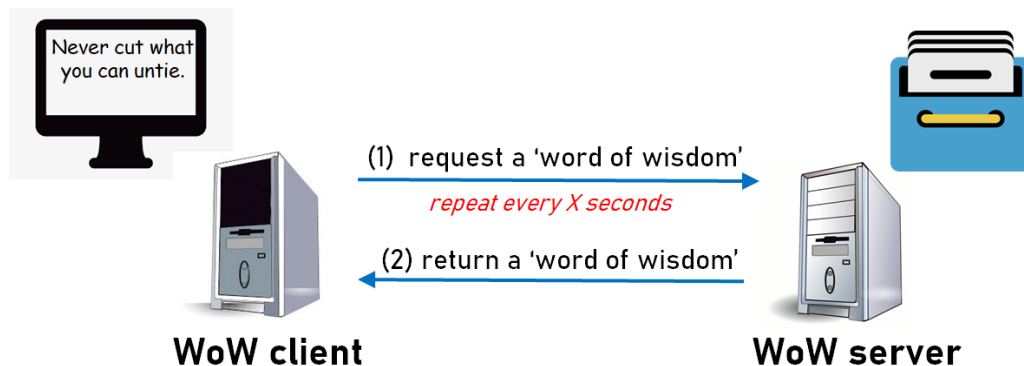 Never cut what
you can untie.
(1) request a ‘word of wisdom’
repeat every X seconds
(2) return a ‘word of wisdom’
WoW client
WoW server